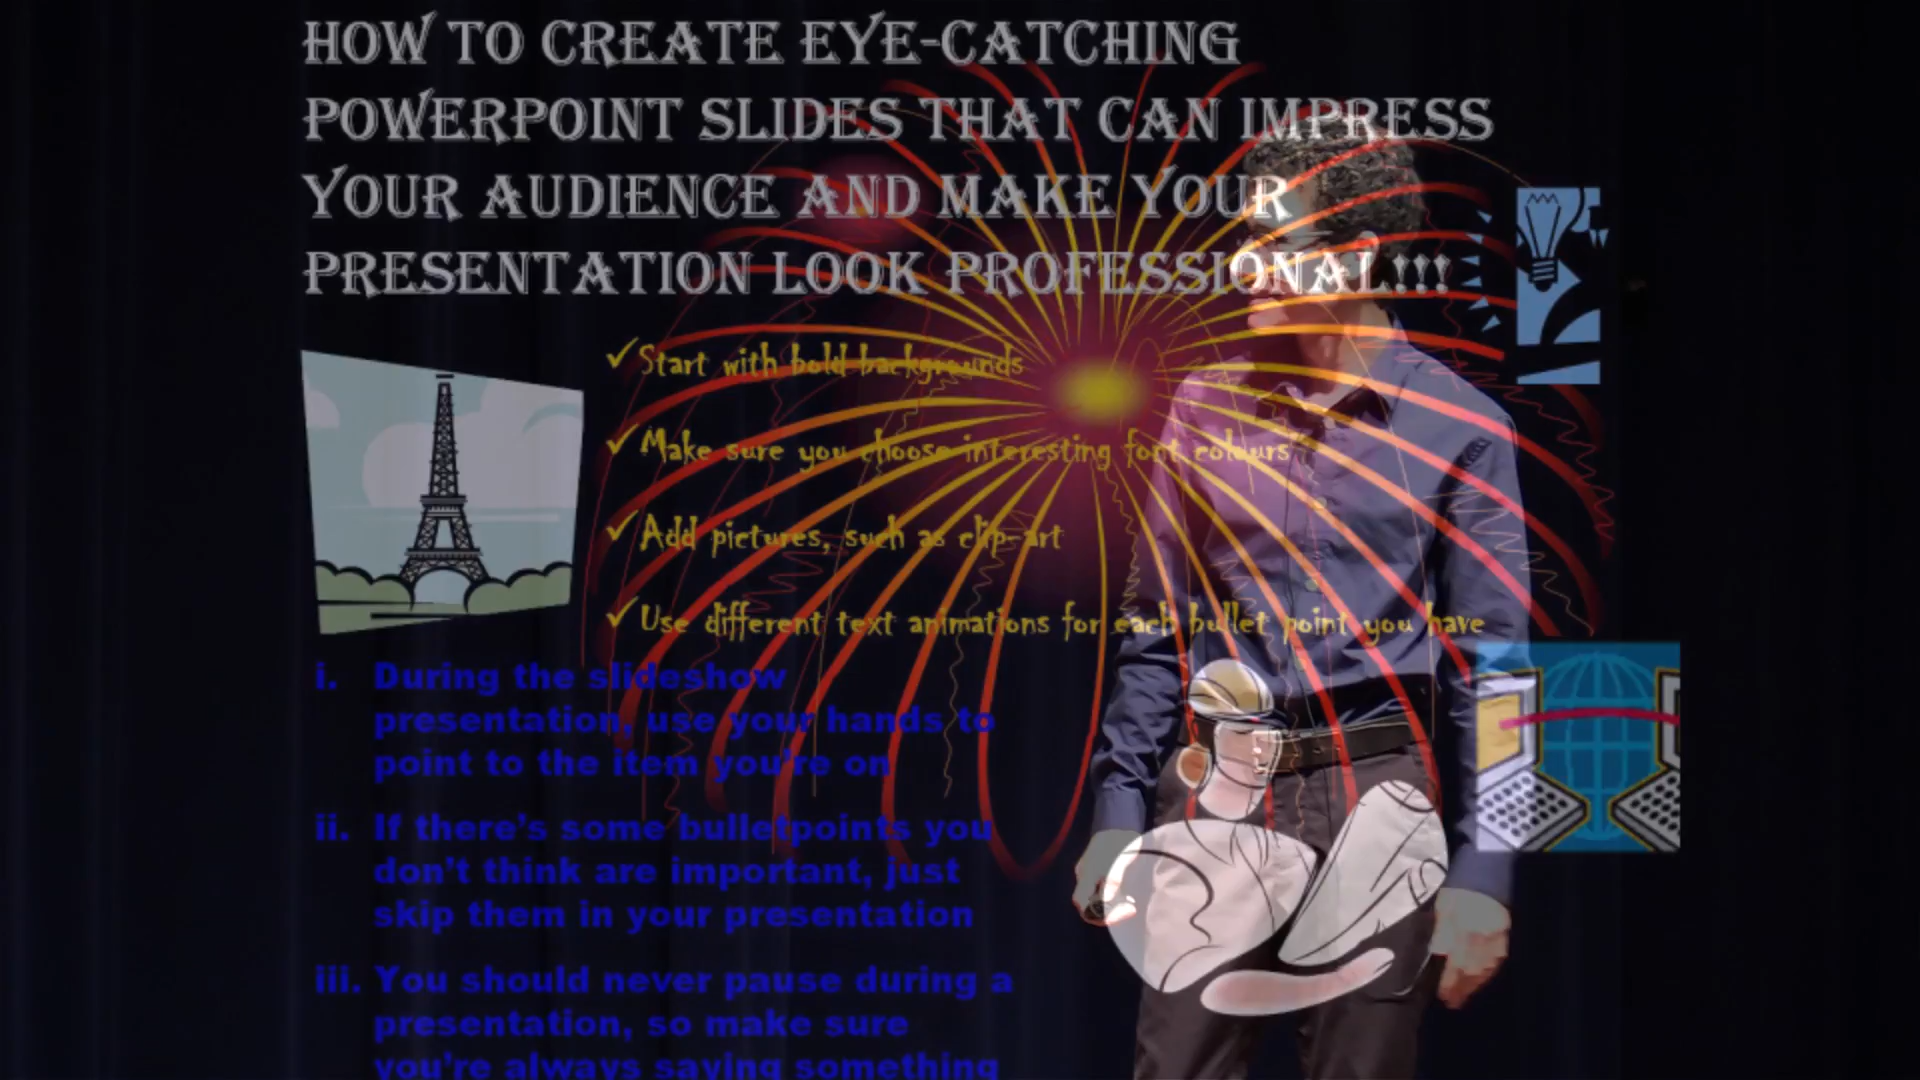 HOW TO CREATE EYE-CATCHING
POWERPOINT SLIDES THAT CAN IMPRESS
YOUR AUDIENCE AND MAKE YOUR
PRESENTATION LOOK PROFESSIONAL!!!
✓ Start with bold backgrounds
✓ Make sure you choose interesting font colours
✓ Add pictures, such as clip-art
✓ Use different text animations for each bullet point you have
i. During the slideshow
presentation, use your hands to
point to the item you're on
ii. If there's some bulletpoints you
don't think are important, just
skip them in your presentation
iii. You should never pause during a
presentation, so make sure
you're always saying something